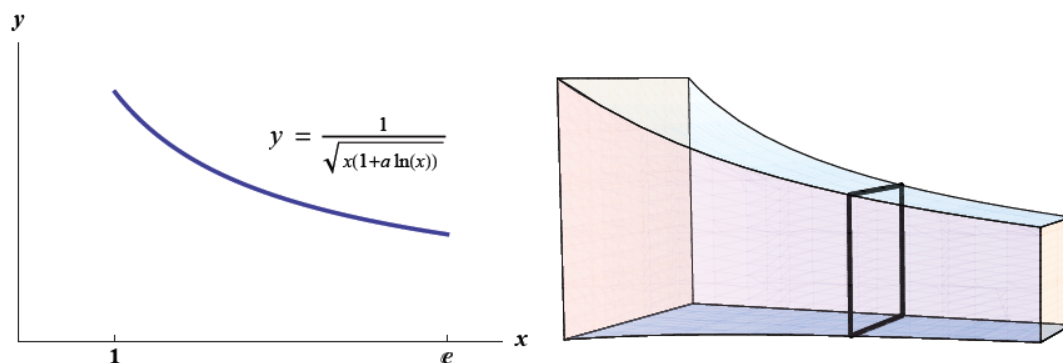 y
y = 1/√(x(1+a ln(x)))
1 e x